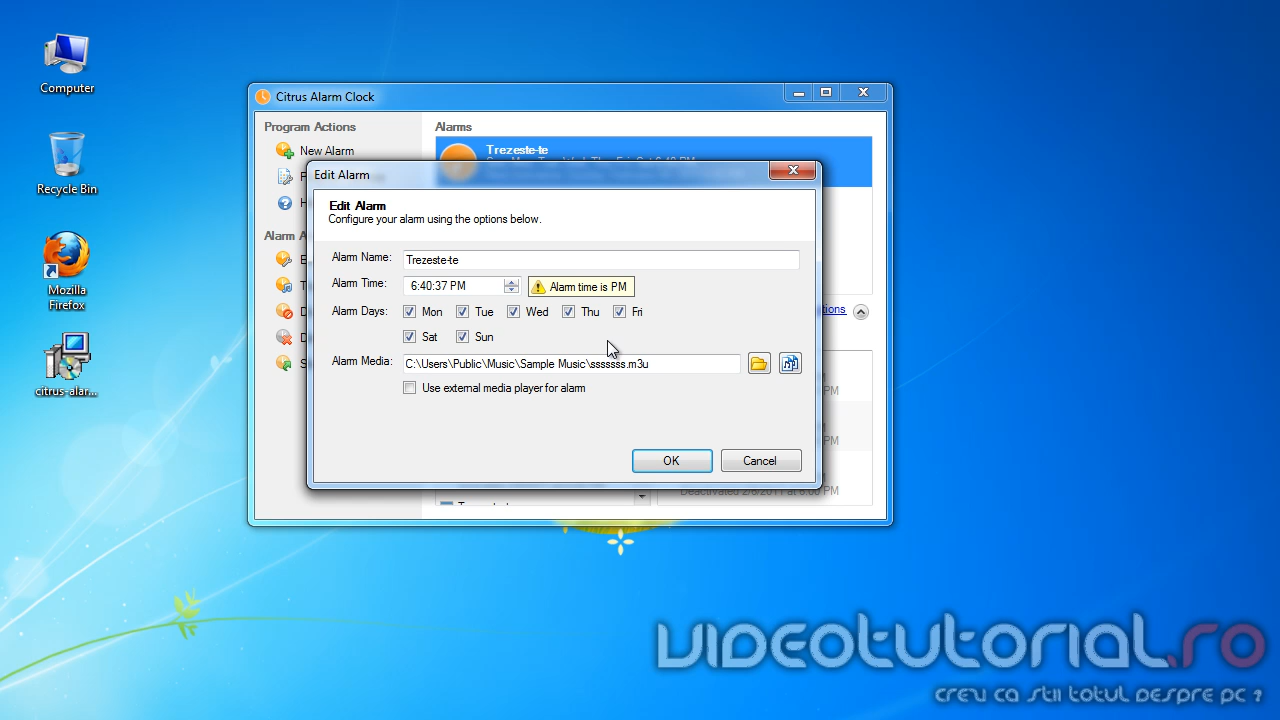 Computer
Recycle Bin
Mozilla
Firefox
citrus-alar...
Citrus Alarm Clock
Program Actions
New Alarm
Alarms
Trezeste-te
Edit Alarm
Edit Alarm
Configure your alarm using the options below.
Alarm Name: Trezeste-te
Alarm Time: 6:40:37 PM Alarm time is PM
Alarm Days: Mon Tue Wed Thu Fri
Sat Sun
Alarm Media: C:\Users\Public\Music\Sample Music\sssssss.m3u
Use external media player for alarm
OK Cancel
Alarm A
PM
PM
Deactivated 2/6/2011 at 6:00 PM
VIDEOTUTORIAL.RO
CREU CA STII TOTUL DESPRE PC ?